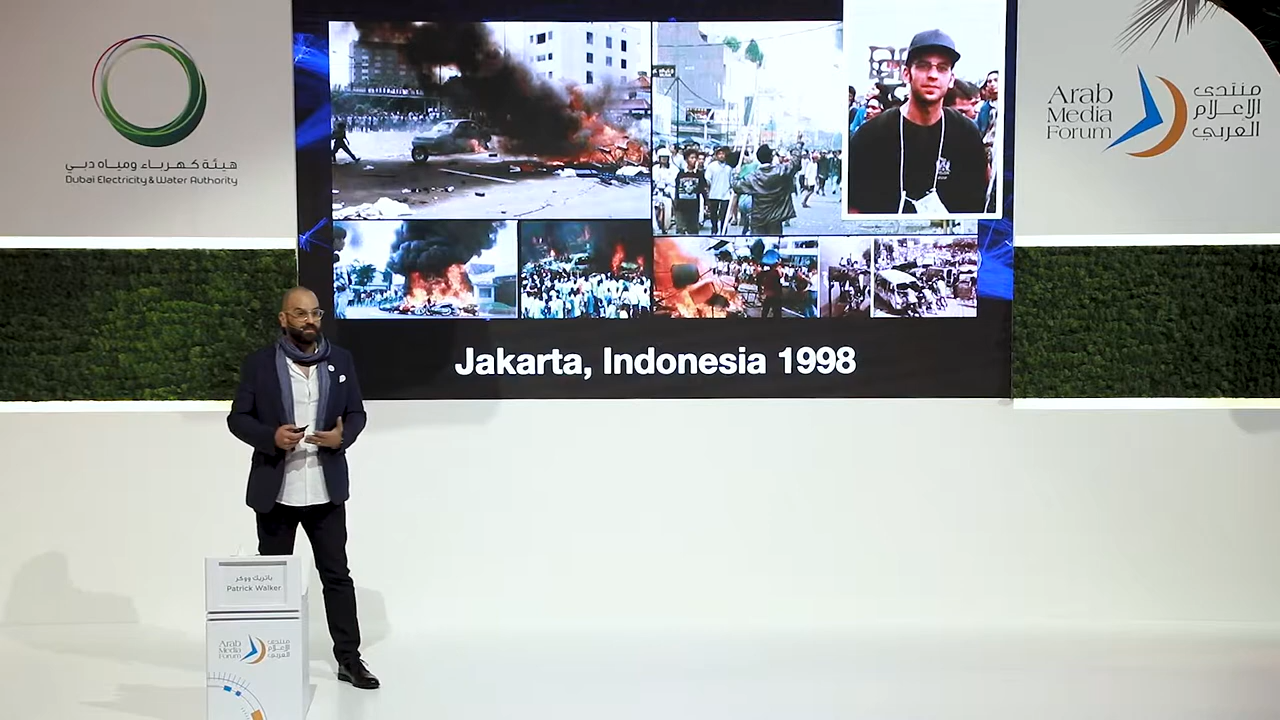 هيئة كهرباء ومياه دبي
Dubai Electricity & Water Authority
Jakarta, Indonesia 1998
Arab
Media
Forum
منتدى
الإعلام
العربي
باتريك ووكر
Patrick Walker
Arab
Media
Forum
منتدى
الإعلام
العربي